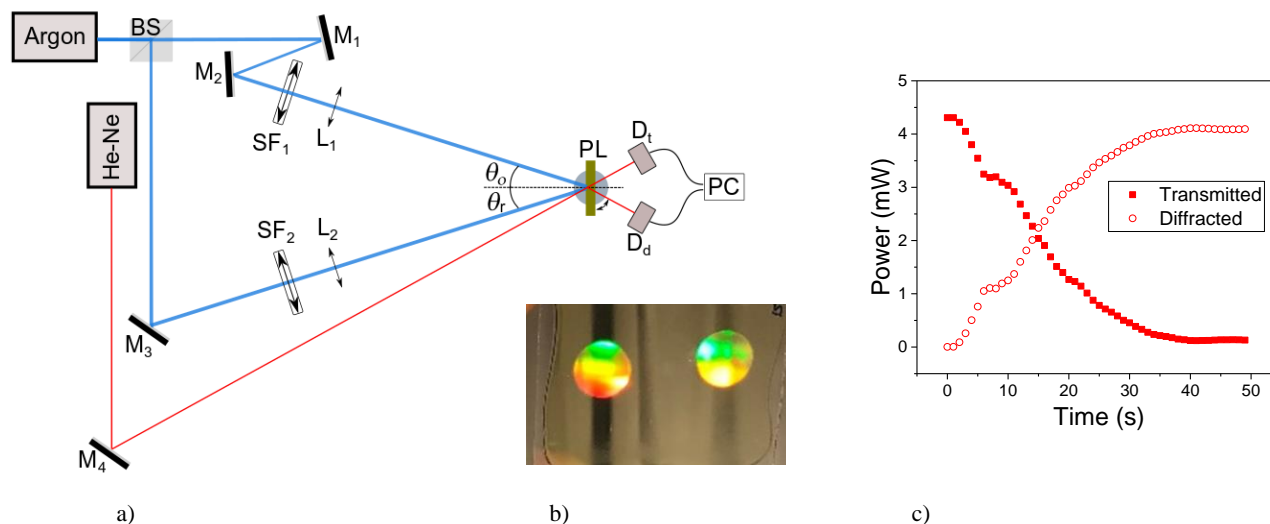 Argon
BS
M₁
M₂
He-Ne
SF₁
L₁
θₒ
θᵣ
PL
Dₜ
PC
D_d
SF₂
L₂
M₃
M₄
5
4
3
2
1
0
Power (mW)
Transmitted
Diffracted
0 10 20 30 40 50
Time (s)
a) b) c)